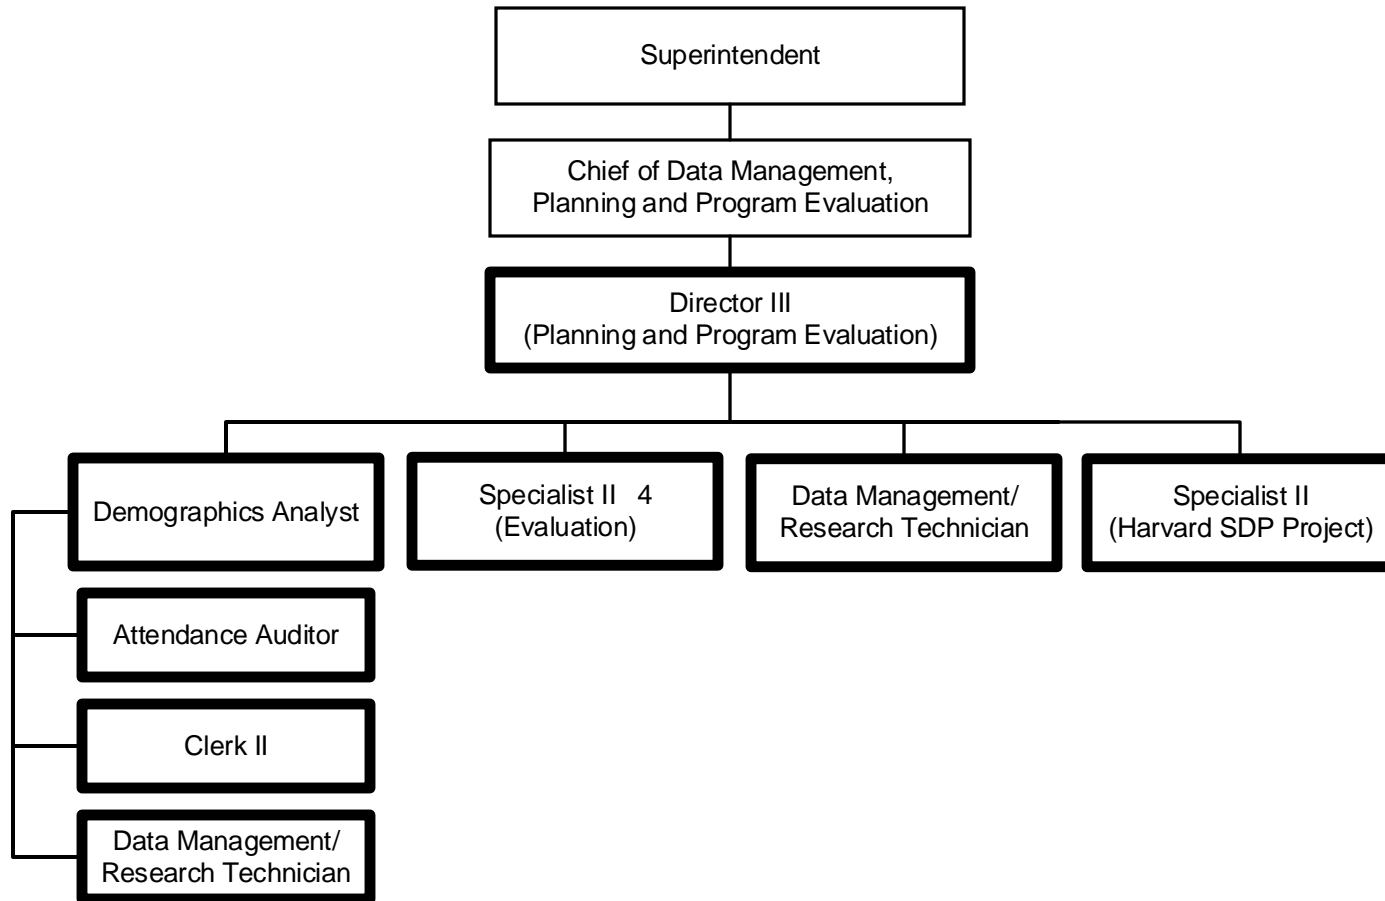 Superintendent
Chief of Data Management,
Planning and Program Evaluation
Director III
(Planning and Program Evaluation)
Demographics Analyst
Specialist II   4
(Evaluation)
Data Management/
Research Technician
Specialist II
(Harvard SDP Project)
Attendance Auditor
Clerk II
Data Management/
Research Technician